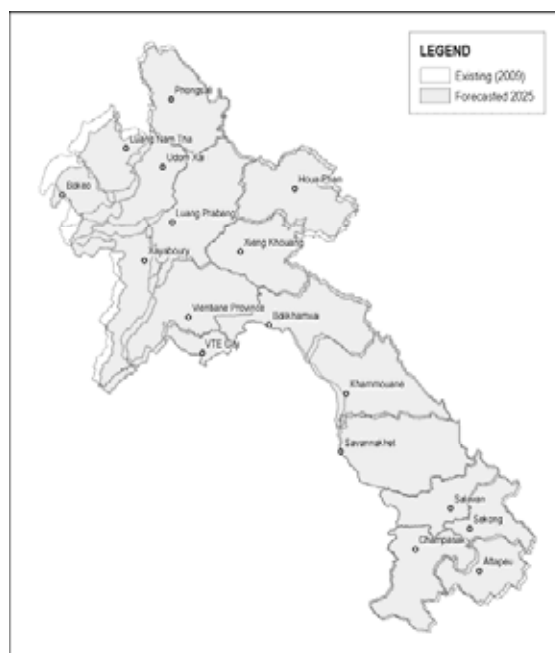 LEGEND
Existing (2009)
Forecasted 2025
Phongsali
Luang Nam Tha
Udom Xai
Bokeo
Houa Phan
Luang Phabang
Xieng Khouang
Xayaboury
Vientiane Province
Bolikhamxai
VTE City
Khammouane
Savannakhet
Salavan
Sekong
Champasak
Attapeu